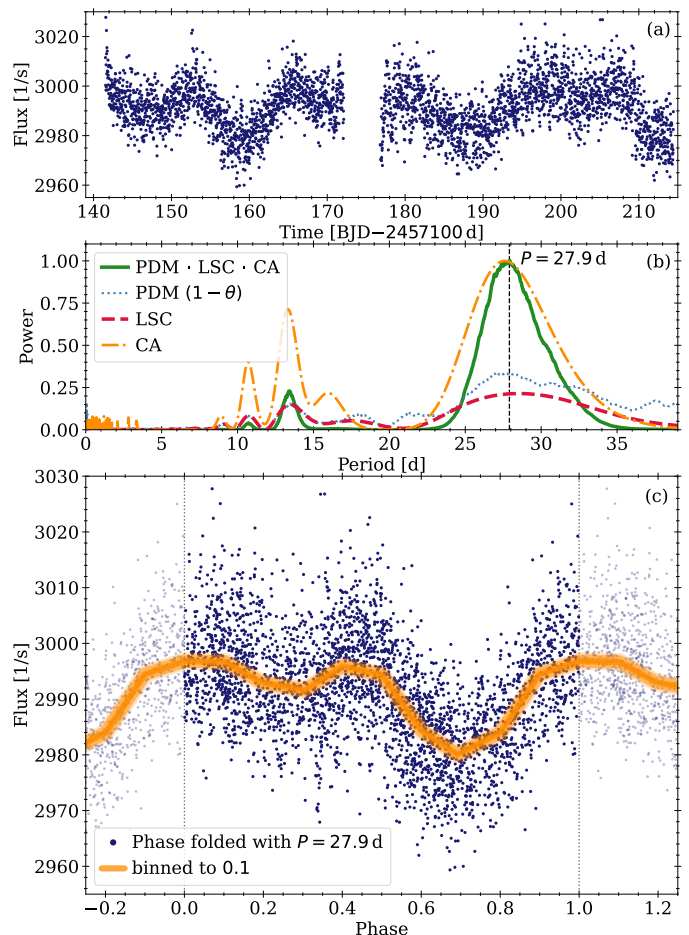 (a)
3020
3000
2980
2960
Flux [1/s]
140 150 160 170 180 190 200 210
Time [BJD−2457100 d]
(b)
P = 27.9 d
PDM · LSC · CA
PDM (1 − θ)
LSC
CA
1.00
0.75
0.50
0.25
0.00
Power
0 5 10 15 20 25 30 35
Period [d]
(c)
3030
3020
3010
3000
2990
2980
2970
2960
Flux [1/s]
Phase folded with P = 27.9 d
binned to 0.1
−0.2 0.0 0.2 0.4 0.6 0.8 1.0 1.2
Phase